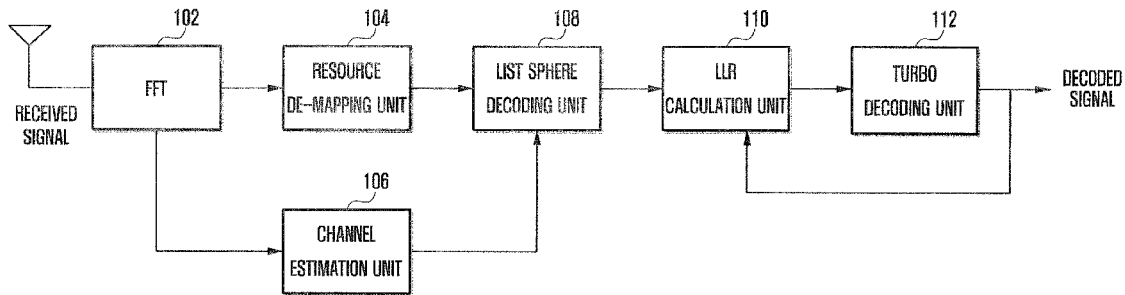 102
FFT
RECEIVED
SIGNAL
104
RESOURCE
DE-MAPPING UNIT
106
CHANNEL
ESTIMATION UNIT
108
LIST SPHERE
DECODING UNIT
110
LLR
CALCULATION UNIT
112
TURBO
DECODING UNIT
DECODED
SIGNAL